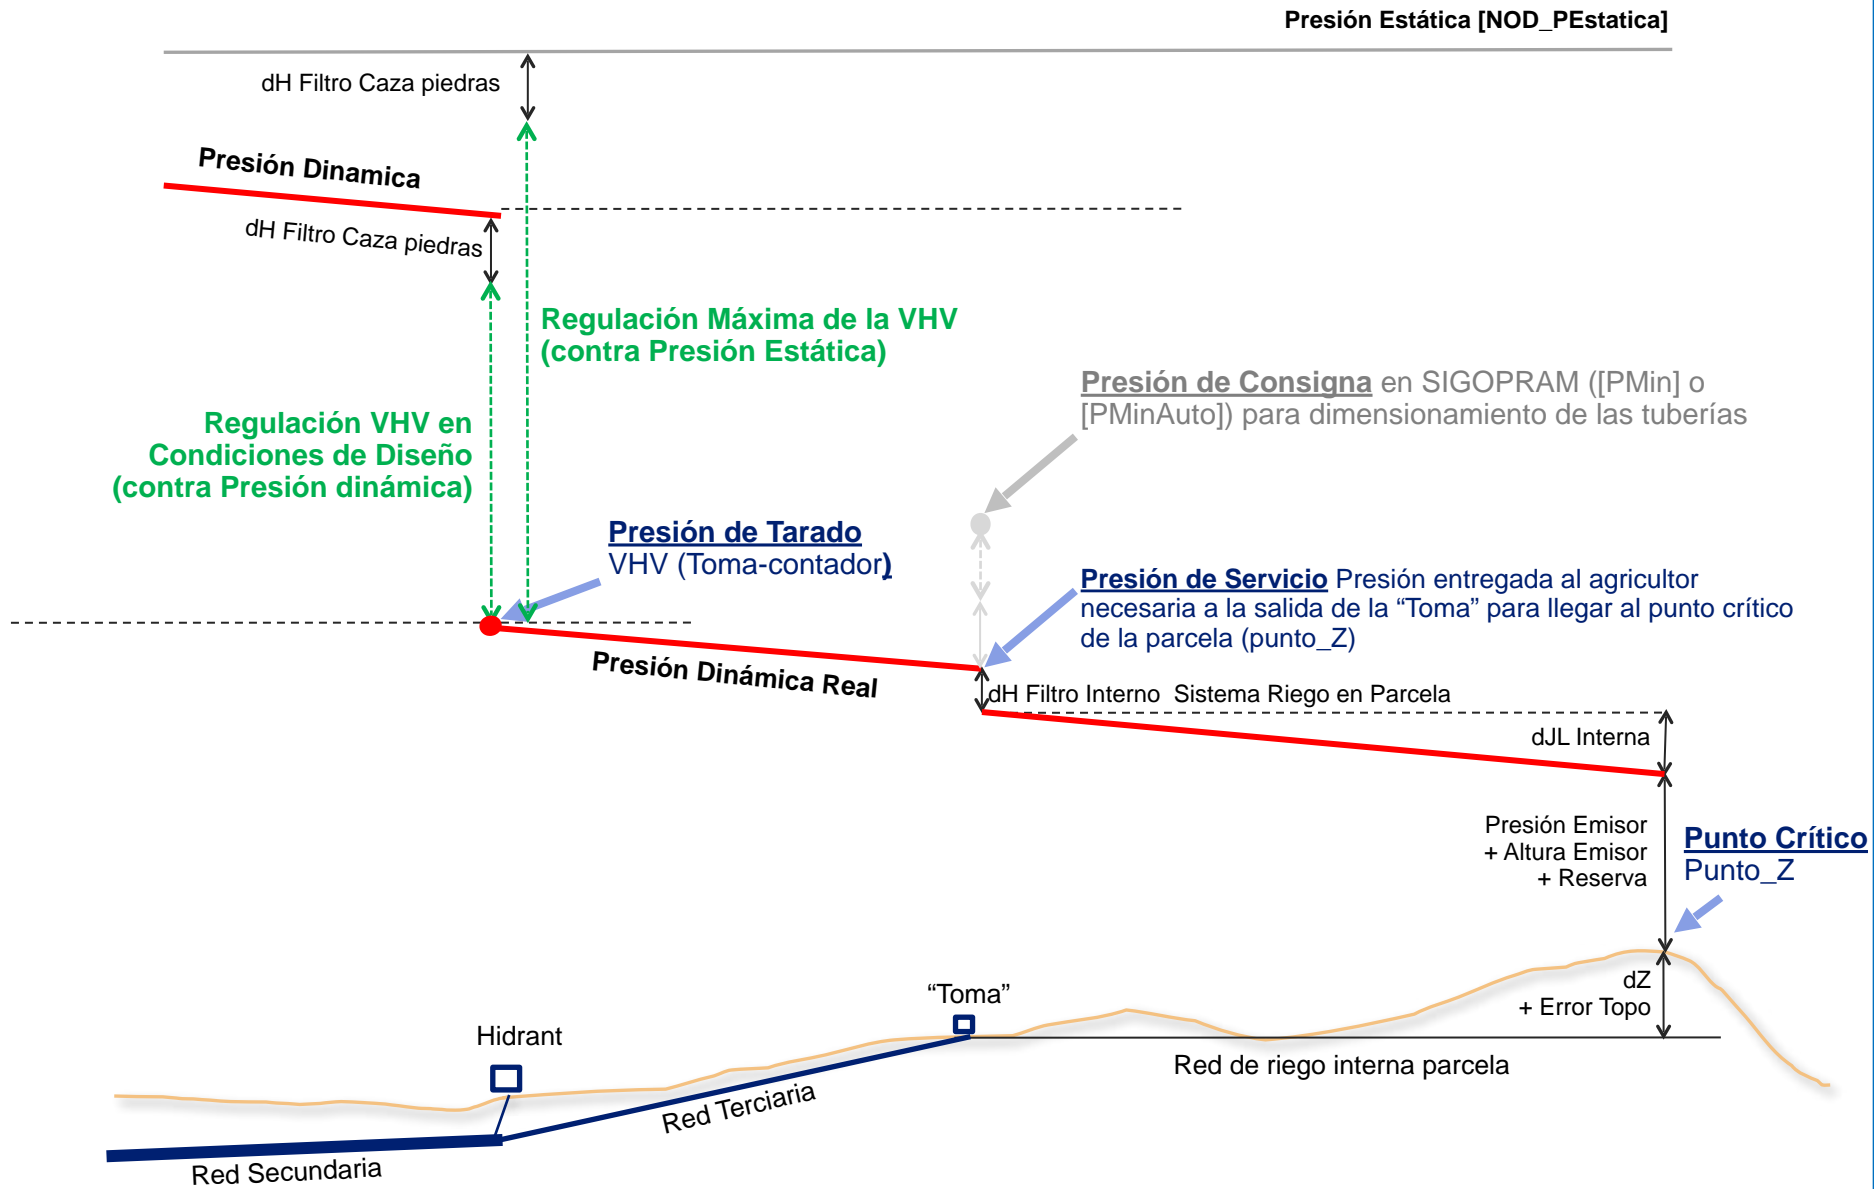 Presión Estática [NOD_PEstatica]
dH Filtro Caza piedras
Presión Dinamica
dH Filtro Caza piedras
Regulación Máxima de la VHV
(contra Presión Estática)
Regulación VHV en
Condiciones de Diseño
(contra Presión dinámica)
Presión de Consigna en SIGOPRAM ([PMin] o
[PMinAuto]) para dimensionamiento de las tuberías
Presión de Tarado
VHV (Toma-contador)
Presión de Servicio Presión entregada al agricultor
necesaria a la salida de la “Toma” para llegar al punto crítico
de la parcela (punto_Z)
Presión Dinámica Real
dH Filtro Interno Sistema Riego en Parcela
dJL Interna
Presión Emisor
+ Altura Emisor
+ Reserva
Punto Crítico
Punto_Z
dZ
+ Error Topo
“Toma”
Hidrant
Red de riego interna parcela
Red Terciaria
Red Secundaria